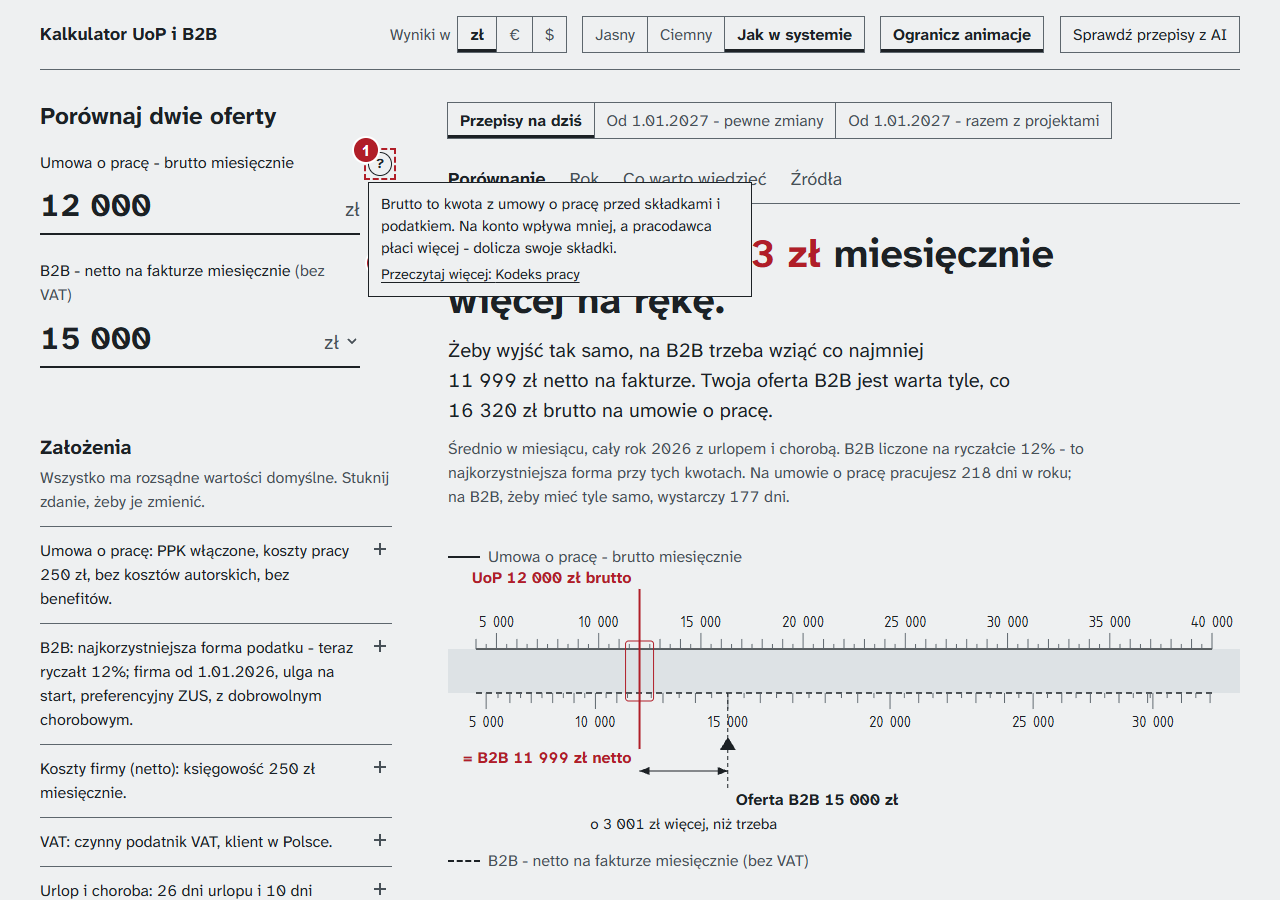 Kalkulator UoP i B2B
Wyniki w zł € $
Jasny Ciemny Jak w systemie
Ogranicz animacje
Sprawdź przepisy z AI
Porównaj dwie oferty
Umowa o pracę - brutto miesięcznie
1
?
12 000 zł
B2B - netto na fakturze miesięcznie (bez
VAT)
15 000 zł
Założenia
Wszystko ma rozsądne wartości domyślne. Stuknij
zdanie, żeby je zmienić.
Umowa o pracę: PPK włączone, koszty pracy
250 zł, bez kosztów autorskich, bez
benefitów.
B2B: najkorzystniejsza forma podatku - teraz
ryczałt 12%; firma od 1.01.2026, ulga na
start, preferencyjny ZUS, z dobrowolnym
chorobowym.
Koszty firmy (netto): księgowość 250 zł
miesięcznie.
VAT: czynny podatnik VAT, klient w Polsce.
Urlop i choroba: 26 dni urlopu i 10 dni
Przepisy na dziś
Od 1.01.2027 - pewne zmiany
Od 1.01.2027 - razem z projektami
Porównanie Rok Co warto wiedzieć Źródła
Brutto to kwota z umowy o pracę przed składkami i
podatkiem. Na konto wpływa mniej, a pracodawca
płaci więcej - dolicza swoje składki.
Przeczytaj więcej: Kodeks pracy
3 zł miesięcznie
więcej na rękę.
Żeby wyjść tak samo, na B2B trzeba wziąć co najmniej
11 999 zł netto na fakturze. Twoja oferta B2B jest warta tyle, co
16 320 zł brutto na umowie o pracę.
Średnio w miesiącu, cały rok 2026 z urlopem i chorobą. B2B liczone na ryczałcie 12% - to
najkorzystniejsza forma przy tych kwotach. Na umowie o pracę pracujesz 218 dni w roku;
na B2B, żeby mieć tyle samo, wystarczy 177 dni.
Umowa o pracę - brutto miesięcznie
UoP 12 000 zł brutto
5 000 10 000 15 000 20 000 25 000 30 000 35 000 40 000
5 000 10 000 15 000 20 000 25 000 30 000
= B2B 11 999 zł netto
Oferta B2B 15 000 zł
o 3 001 zł więcej, niż trzeba
B2B - netto na fakturze miesięcznie (bez VAT)